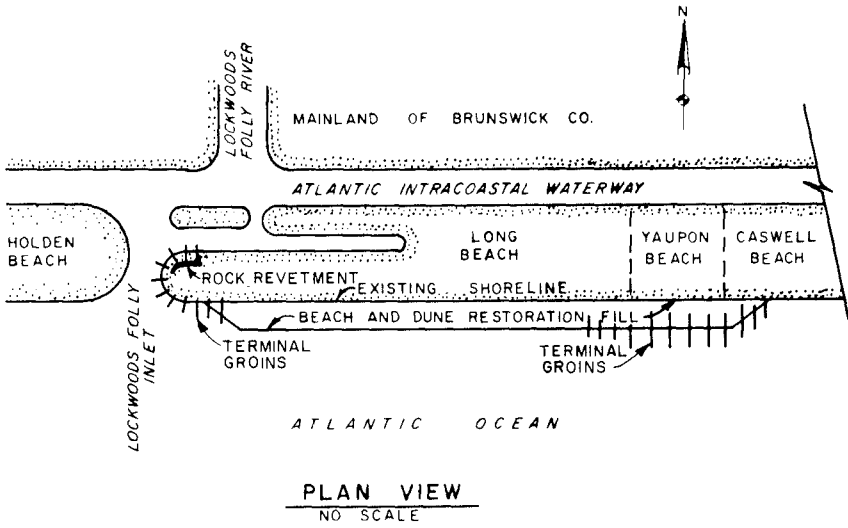 N
LOCKWOODS
FOLLY RIVER
MAINLAND OF BRUNSWICK CO.
ATLANTIC INTRACOASTAL WATERWAY
HOLDEN
BEACH
LONG
BEACH
YAUPON
BEACH
CASWELL
BEACH
ROCK REVETMENT
EXISTING SHORELINE
BEACH AND DUNE RESTORATION FILL
TERMINAL
GROINS
TERMINAL
GROINS
LOCKWOODS FOLLY
INLET
ATLANTIC OCEAN
PLAN VIEW
NO SCALE